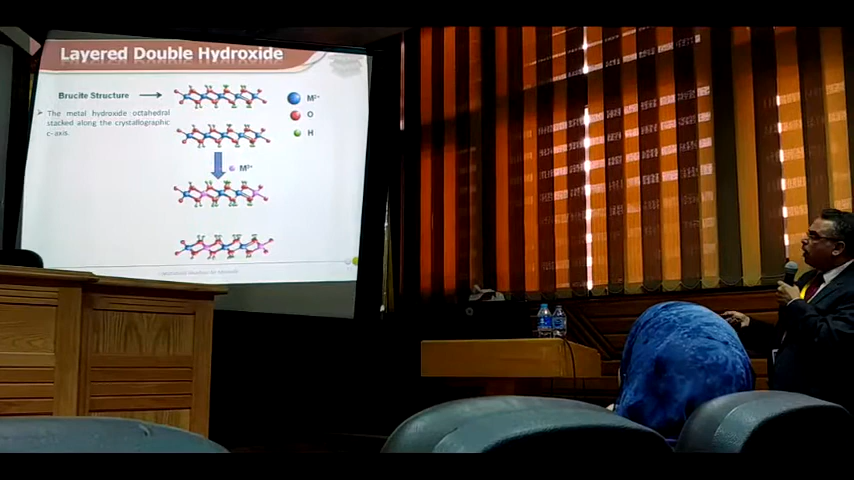 Layered Double Hydroxide
Brucite Structure
➢ The metal hydroxide octahedral
stacked along the crystallographic
c-axis.
M²⁺
O
H
M³⁺